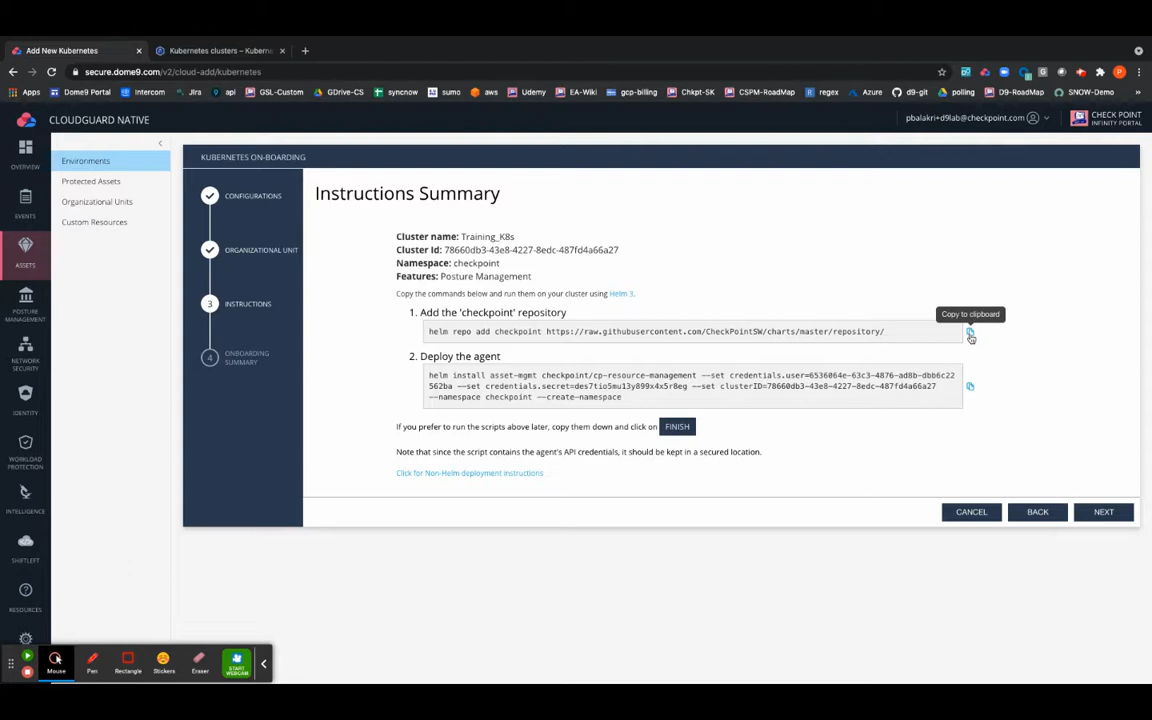 Add New Kubernetes
Kubernetes clusters – Kuberne
secure.dome9.com/v2/cloud-add/kubernetes
Apps
Dome9 Portal
Intercom
Jira
api
GSL-Custom
GDrive-CS
syncnow
sumo
aws
Udemy
EA-Wiki
gcp-billing
Chkpt-SK
CSPM-RoadMap
regex
Azure
d9-git
polling
D9-RoadMap
SNOW-Demo
P
CLOUDGUARD NATIVE
pbalakri+d9lab@checkpoint.com
CHECK POINT
INFINITY PORTAL
OVERVIEW
EVENTS
ASSETS
POSTURE
MANAGEMENT
NETWORK
SECURITY
IDENTITY
WORKLOAD
PROTECTION
INTELLIGENCE
SHIFTLEFT
RESOURCES
Environments
Protected Assets
Organizational Units
Custom Resources
KUBERNETES ON-BOARDING
CONFIGURATIONS
ORGANIZATIONAL UNIT
3 INSTRUCTIONS
4 ONBOARDING
SUMMARY
Instructions Summary
Cluster name: Training_K8s
Cluster Id: 78660db3-43e8-4227-8edc-487fd4a66a27
Namespace: checkpoint
Features: Posture Management
Copy the commands below and run them on your cluster using Helm 3.
1. Add the 'checkpoint' repository
Copy to clipboard
helm repo add checkpoint https://raw.githubusercontent.com/CheckPointSW/charts/master/repository/
2. Deploy the agent
helm install asset-mgmt checkpoint/cp-resource-management --set credentials.user=6536064e-63c3-4876-ad8b-dbb6c22
562ba --set credentials.secret=des7tio5mu13y899x4x5r8eg --set clusterID=78660db3-43e8-4227-8edc-487fd4a66a27
--namespace checkpoint --create-namespace
If you prefer to run the scripts above later, copy them down and click on FINISH
Note that since the script contains the agent's API credentials, it should be kept in a secured location.
Click for Non-Helm deployment instructions
CANCEL
BACK
NEXT
Mouse
Pen
Rectangle
Stickers
Eraser
START
WEBCAM